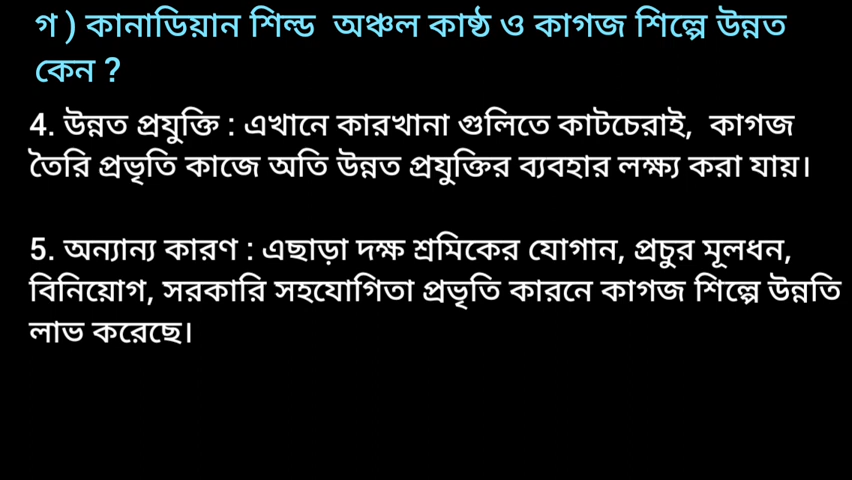 গ ) কানাডিয়ান শিল্ড অঞ্চল কাষ্ঠ ও কাগজ শিল্পে উন্নত
কেন ?
4. উন্নত প্রযুক্তি : এখানে কারখানা গুলিতে কাটচেরাই, কাগজ
তৈরি প্রভৃতি কাজে অতি উন্নত প্রযুক্তির ব্যবহার লক্ষ্য করা যায়।
5. অন্যান্য কারণ : এছাড়া দক্ষ শ্রমিকের যোগান, প্রচুর মূলধন,
বিনিয়োগ, সরকারি সহযোগিতা প্রভৃতি কারনে কাগজ শিল্পে উন্নতি
লাভ করেছে।